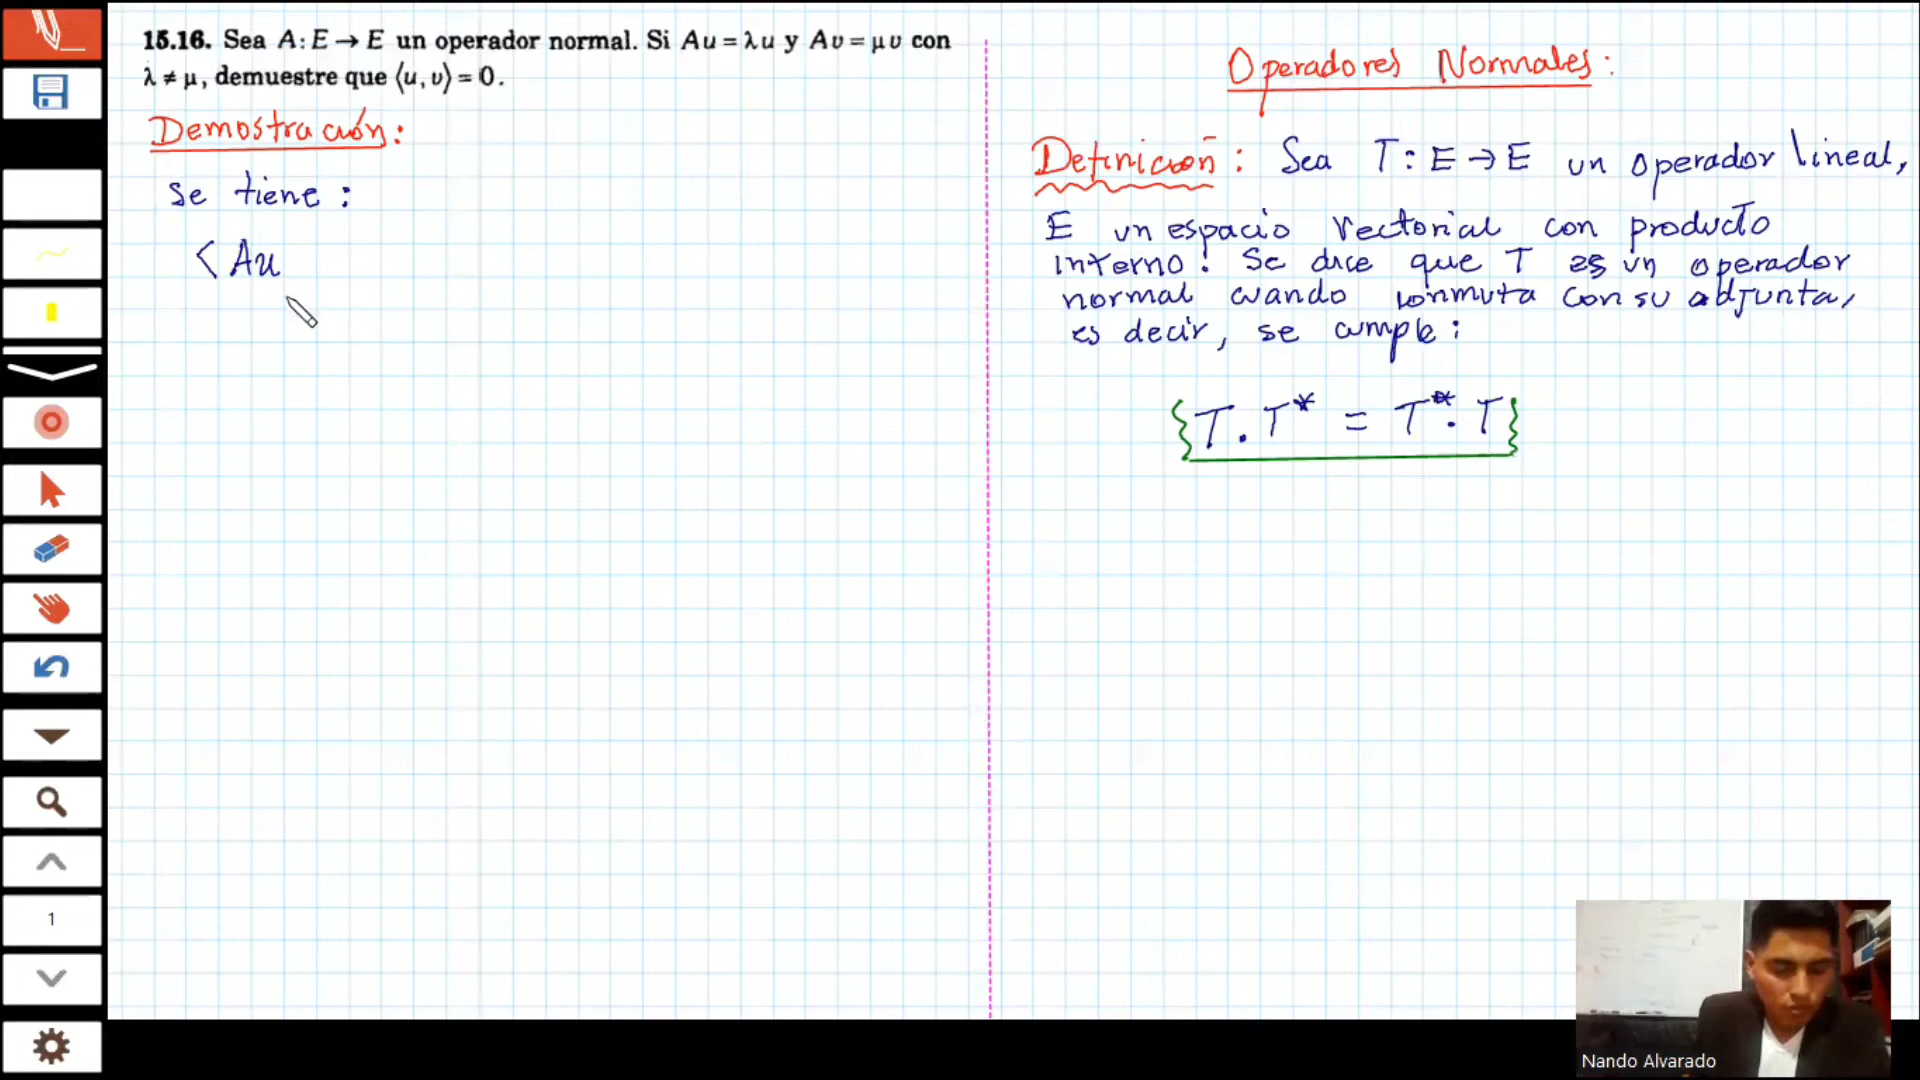 15.16. Sea A: E → E un operador normal. Si Au = λu y Av = μv con
λ ≠ μ, demuestre que ⟨u, v⟩ = 0.
Demostración:
se tiene:
< Au
Operadores Normales:
Definición: Sea T: E → E un operador lineal,
E un espacio vectorial con producto
interno. Se dice que T es un operador
normal cuando conmuta con su adjunta,
es decir, se cumple:
{T.T* = T*.T}
1
Nando Alvarado